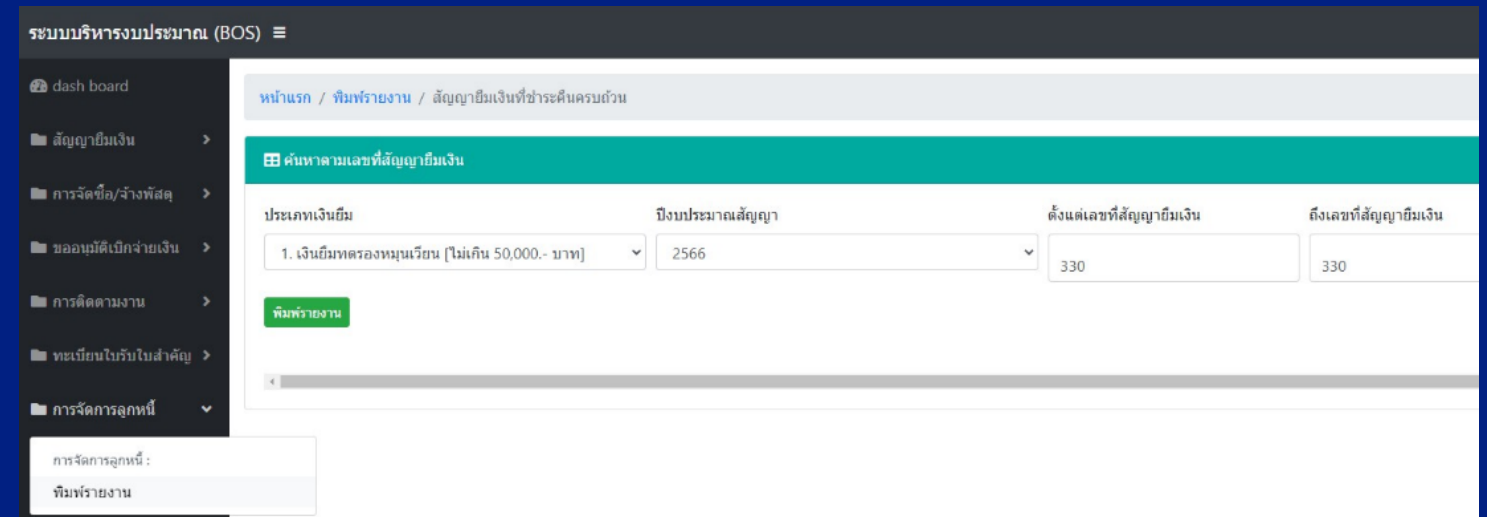 ระบบบริหารงบประมาณ (BOS)
dash board
สัญญายืมเงิน
การจัดซื้อ/จ้างพัสดุ
ขออนุมัติเบิกจ่ายเงิน
การติดตามงาน
ทะเบียนใบรับใบสำคัญ
การจัดการลูกหนี้
การจัดการลูกหนี้ :
พิมพ์รายงาน
หน้าแรก / พิมพ์รายงาน / สัญญายืมเงินที่ชำระคืนครบถ้วน
ค้นหาตามเลขที่สัญญายืมเงิน
ประเภทเงินยืม
1. เงินยืมทดรองหมุนเวียน [ไม่เกิน 50,000.- บาท]
ปีงบประมาณสัญญา
2566
ตั้งแต่เลขที่สัญญายืมเงิน
330
ถึงเลขที่สัญญายืมเงิน
330
พิมพ์รายงาน